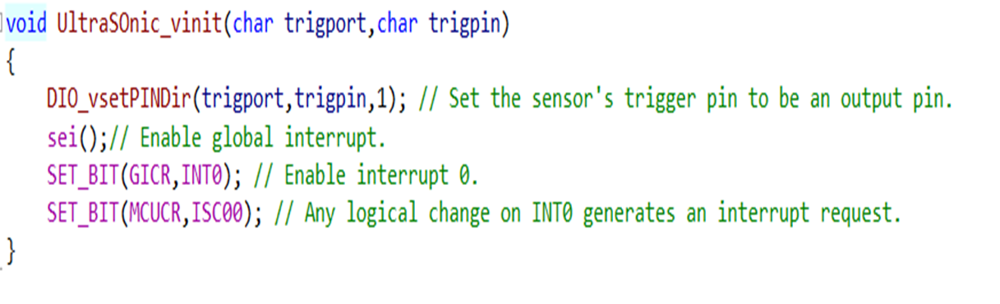 void UltraSOnic_vinit(char trigport,char trigpin)
{
DIO_vsetPINDir(trigport,trigpin,1); // Set the sensor's trigger pin to be an output pin.
sei();// Enable global interrupt.
SET_BIT(GICR,INT0); // Enable interrupt 0.
SET_BIT(MCUCR,ISC00); // Any logical change on INT0 generates an interrupt request.
}